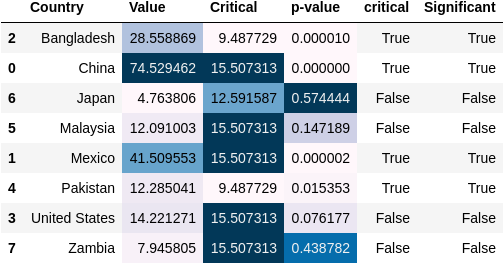 Country Value Critical p-value critical Significant
2 Bangladesh 28.558869 9.487729 0.000010 True True
0 China 74.529462 15.507313 0.000000 True True
6 Japan 4.763806 12.591587 0.574444 False False
5 Malaysia 12.091003 15.507313 0.147189 False False
1 Mexico 41.509553 15.507313 0.000002 True True
4 Pakistan 12.285041 9.487729 0.015353 True True
3 United States 14.221271 15.507313 0.076177 False False
7 Zambia 7.945805 15.507313 0.438782 False False